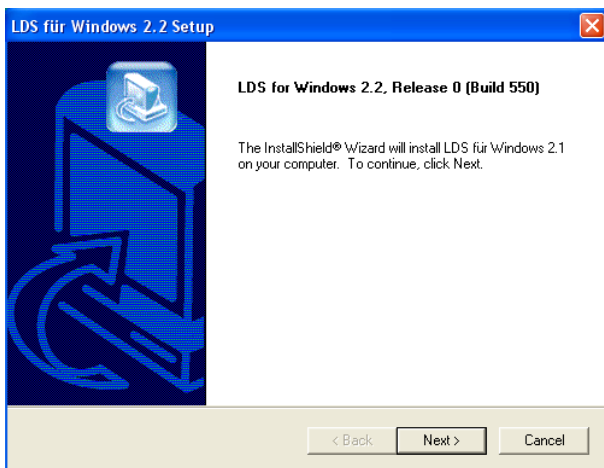 LDS für Windows 2.2 Setup
LDS for Windows 2.2, Release 0 (Build 550)
The InstallShield® Wizard will install LDS für Windows 2.1
on your computer. To continue, click Next.
< Back Next > Cancel